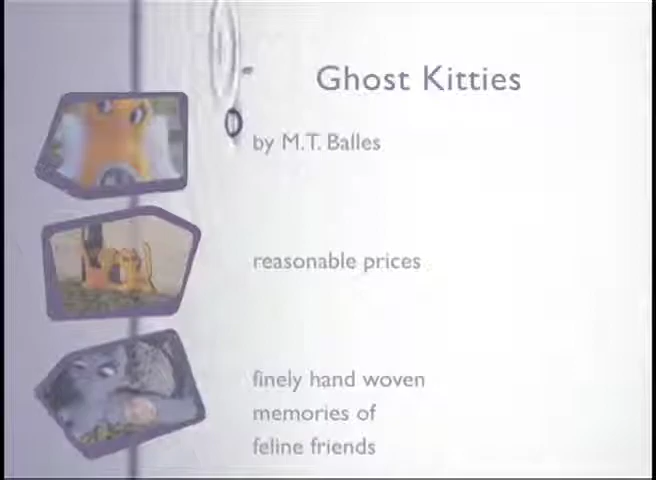 Ghost Kitties
by M.T. Balles
reasonable prices
finely hand woven
memories of
feline friends